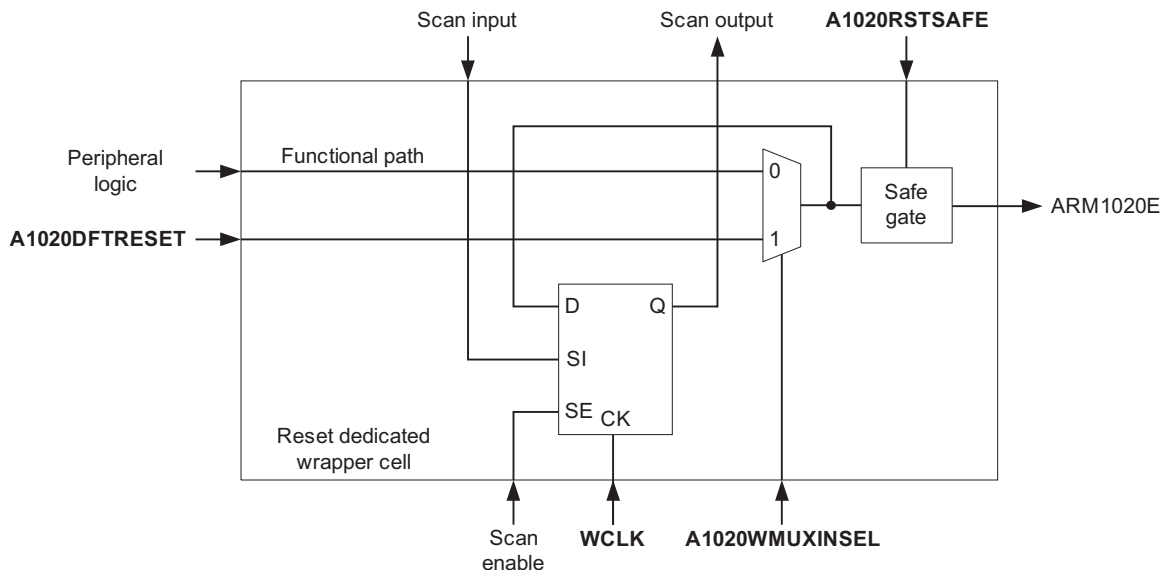 Scan input
Scan output
A1020RSTSAFE
Peripheral
logic
Functional path
0
Safe
gate
ARM1020E
A1020DFTRESET
1
D
Q
SI
SE
CK
Reset dedicated
wrapper cell
Scan
enable
WCLK
A1020WMUXINSEL